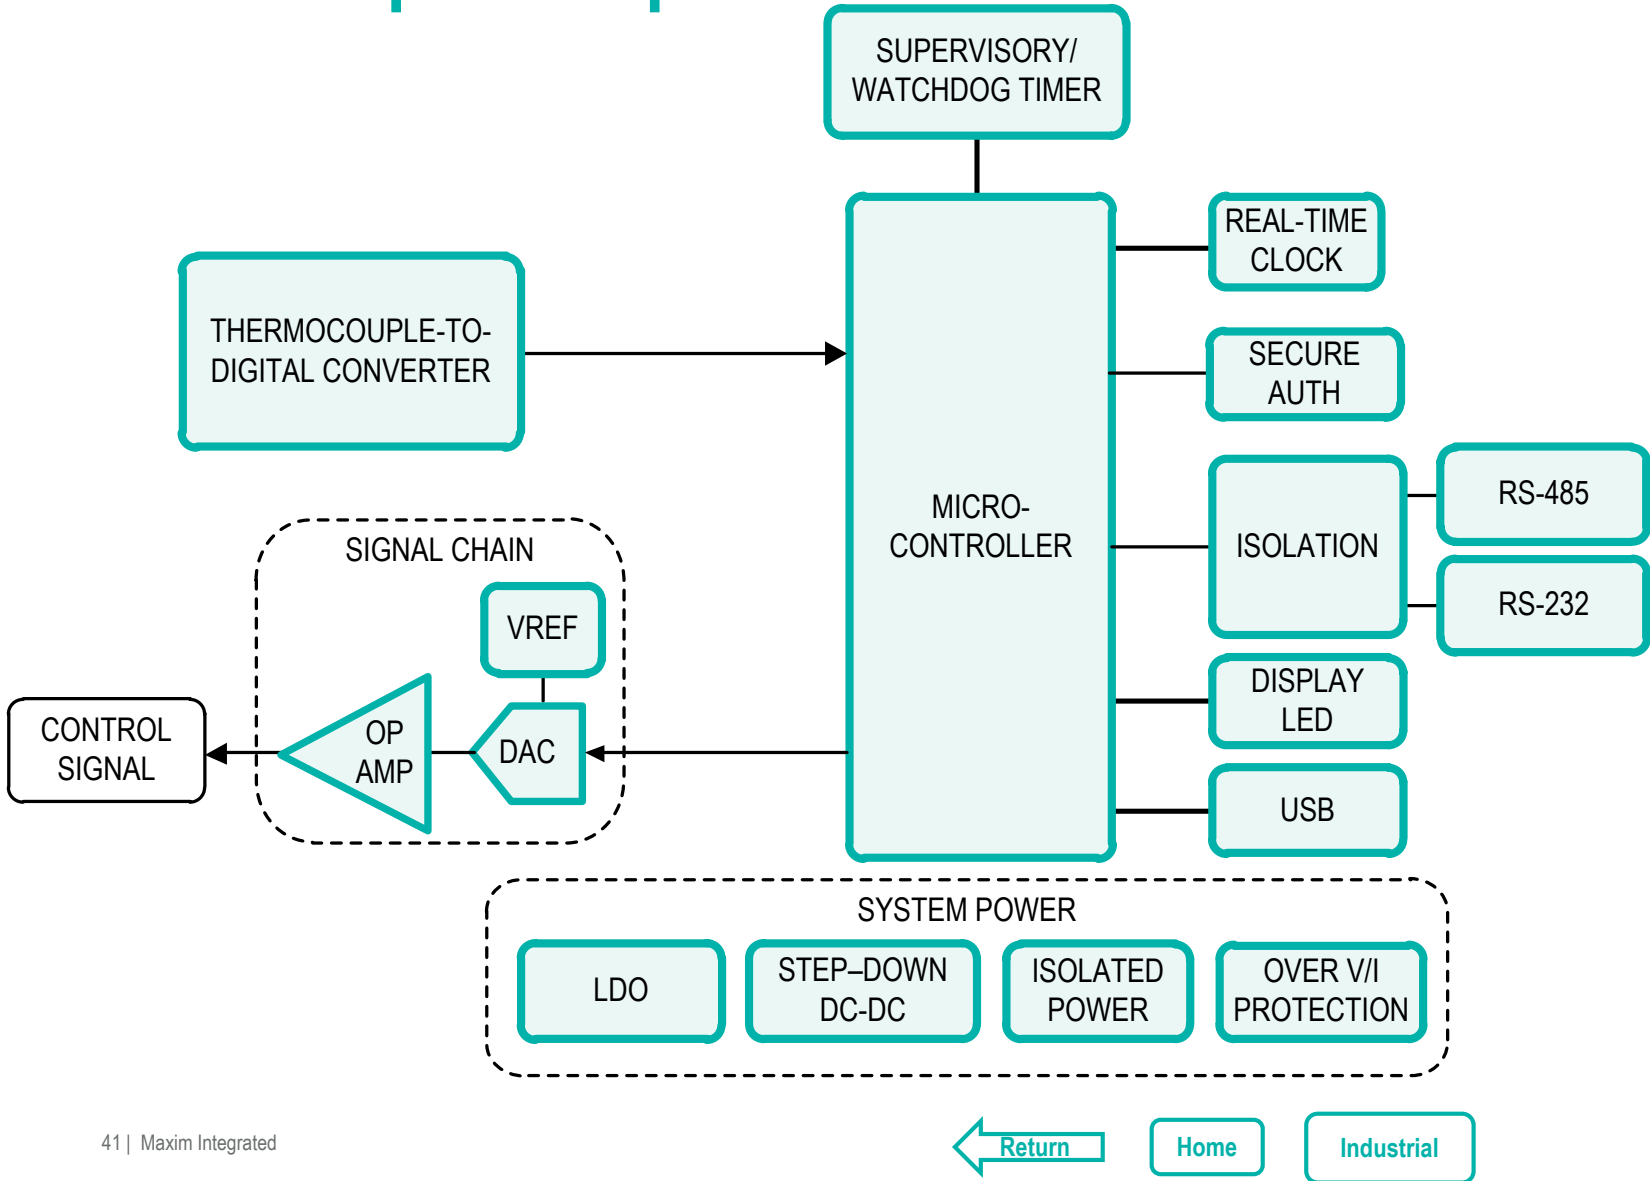 SUPERVISORY/
WATCHDOG TIMER
REAL-TIME
CLOCK
THERMOCOUPLE-TO-
DIGITAL CONVERTER
SECURE
AUTH
MICRO-
CONTROLLER
ISOLATION
RS-485
RS-232
SIGNAL CHAIN
VREF
OP
AMP
DAC
CONTROL
SIGNAL
DISPLAY
LED
USB
SYSTEM POWER
LDO
STEP–DOWN
DC-DC
ISOLATED
POWER
OVER V/I
PROTECTION
41 | Maxim Integrated
Return
Home
Industrial